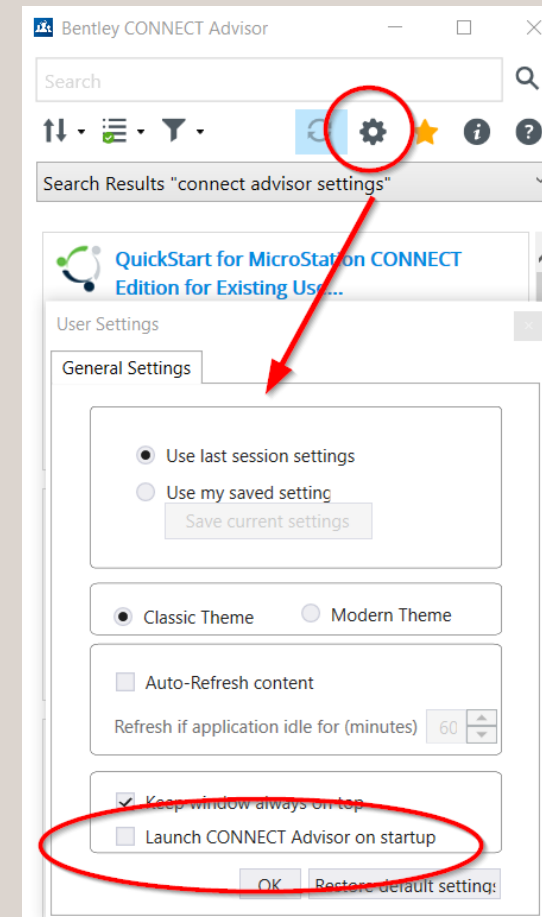 Bentley CONNECT Advisor
Search
Search Results "connect advisor settings"
QuickStart for MicroStation CONNECT
Edition for Existing Use...
User Settings
General Settings
Use last session settings
Use my saved setting
Save current settings
Classic Theme Modern Theme
Auto-Refresh content
Refresh if application idle for (minutes) 60
Keep window always on top
Launch CONNECT Advisor on startup
OK Restore default settings